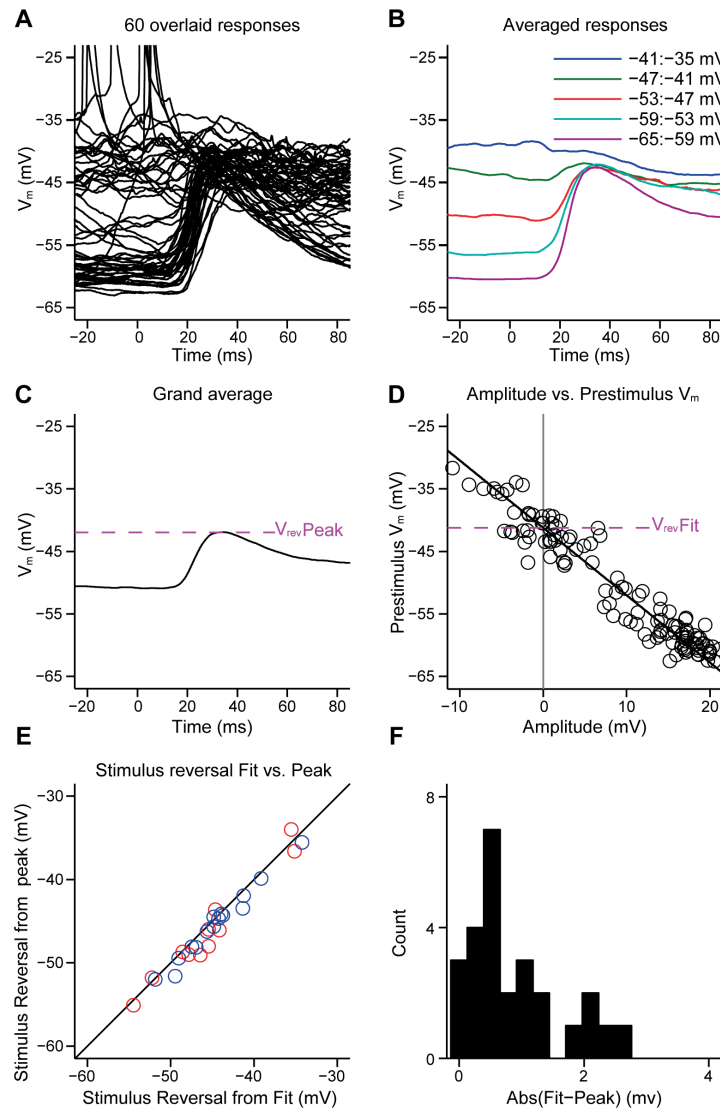 A
60 overlaid responses
−25
−35
−45
−55
−65
Vm (mV)
−20 0 20 40 60 80
Time (ms)
B
Averaged responses
−41:−35 mV
−47:−41 mV
−53:−47 mV
−59:−53 mV
−65:−59 mV
−25
−35
−45
−55
−65
Vm (mV)
−20 0 20 40 60 80
Time (ms)
C
Grand average
−25
−35
−45
−55
−65
Vm (mV)
VrevPeak
−20 0 20 40 60 80
Time (ms)
D
Amplitude vs. Prestimulus Vm
−25
−35
−45
−55
−65
Prestimulus Vm (mV)
VrevFit
−10 0 10 20
Amplitude (mV)
E
Stimulus reversal Fit vs. Peak
−30
−40
−50
−60
Stimulus Reversal from peak (mV)
−60 −50 −40 −30
Stimulus Reversal from Fit (mV)
F
8
4
0
Count
0 2 4
Abs(Fit−Peak) (mv)